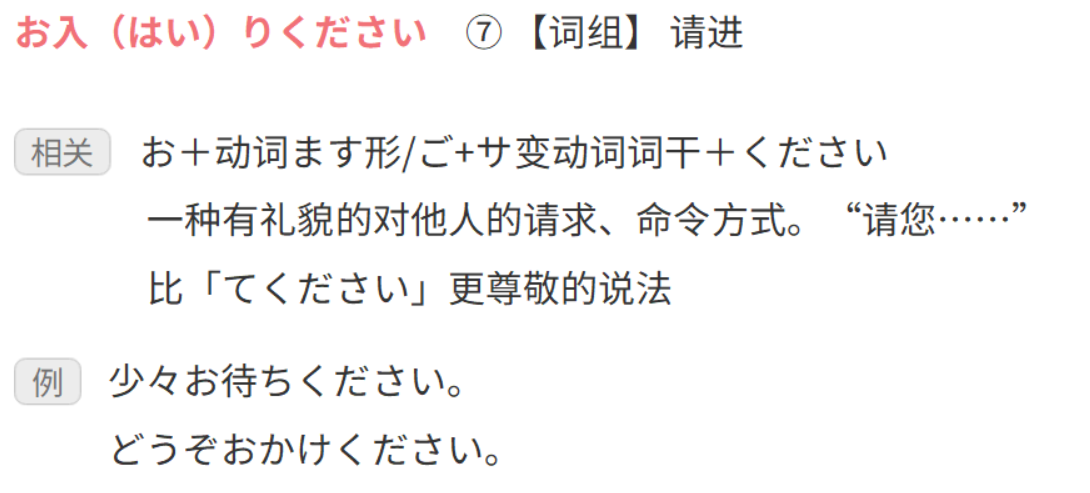 お入（はい）りください ⑦【词组】 请进
相关 お＋动词ます形/ご+サ变动词词干＋ください
一种有礼貌的对他人的请求、命令方式。“请您……”
比「てください」更尊敬的说法
例 少々お待ちください。
どうぞおかけください。